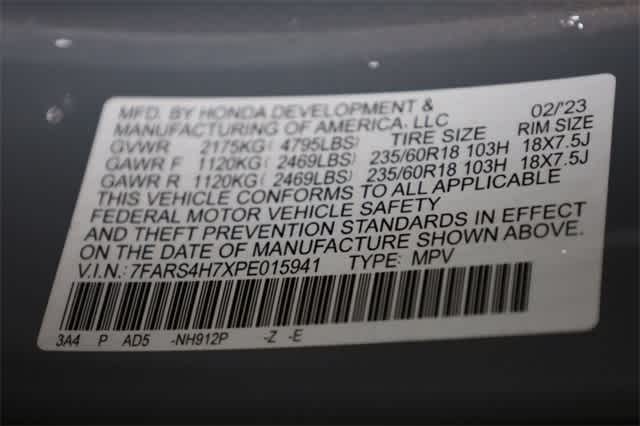 MFD. BY HONDA DEVELOPMENT & 02/'23
MANUFACTURING OF AMERICA, LLC
TIRE SIZE RIM SIZE
GVWR 2175KG( 4795LBS)
GAWR F 1120KG( 2469LBS) 235/60R18 103H 18X7.5J
GAWR R 1120KG( 2469LBS) 235/60R18 103H 18X7.5J
THIS VEHICLE CONFORMS TO ALL APPLICABLE
FEDERAL MOTOR VEHICLE SAFETY
AND THEFT PREVENTION STANDARDS IN EFFECT
ON THE DATE OF MANUFACTURE SHOWN ABOVE.
V.I.N.: 7FARS4H7XPE015941 TYPE: MPV
3A4 P AD5 -NH912P -Z -E